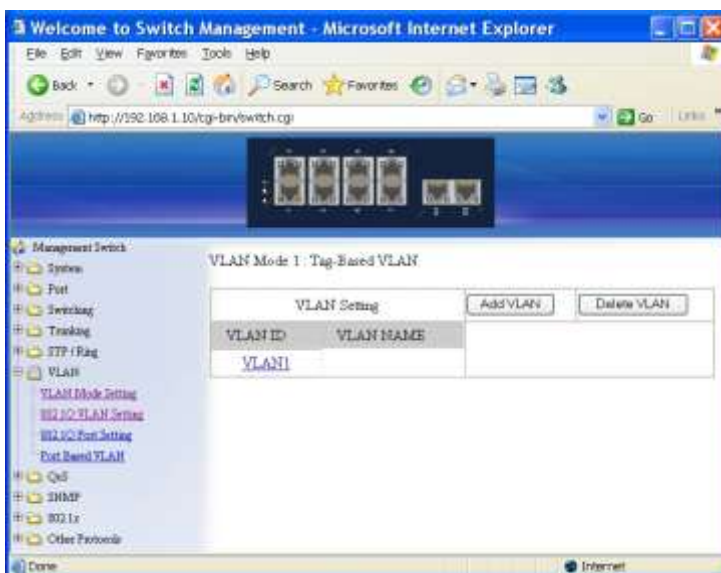 Welcome to Switch Management - Microsoft Internet Explorer
File Edit View Favorites Tools Help
Back Search Favorites
Address http://192.168.1.10/cgi-bin/switch.cgi Go Links
Management Switch
System
Port
Switching
Trunking
STP / Ring
VLAN
VLAN Mode Setting
802.1Q VLAN Setting
802.1Q Port Setting
Port Based VLAN
QoS
SNMP
802.1x
Other Protocols
VLAN Mode 1: Tag-Based VLAN
VLAN Setting Add VLAN Delete VLAN
VLAN ID VLAN NAME
VLAN1
Done Internet